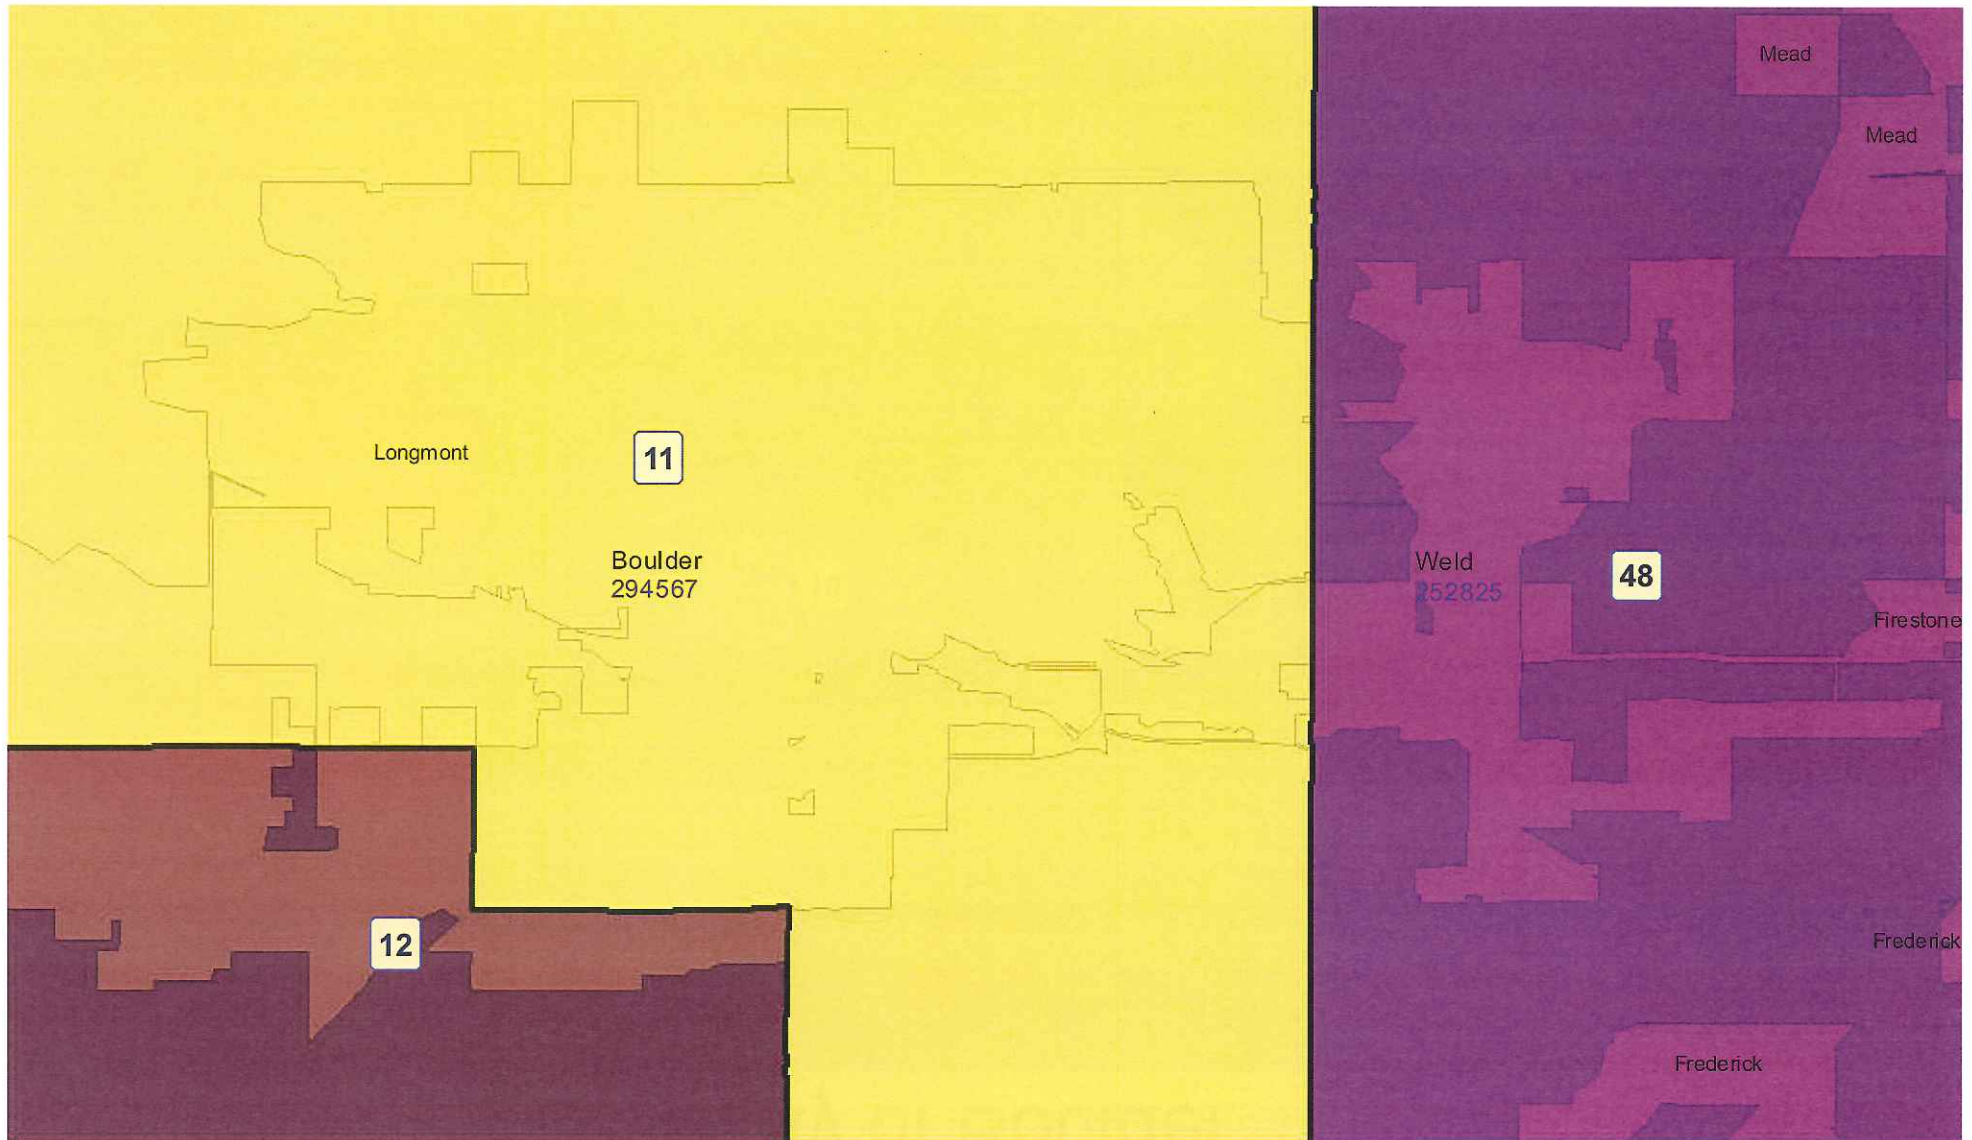 Mead
Mead
Longmont
11
Boulder
294567
Weld
252825
48
Firestone
12
Frederick
Frederick